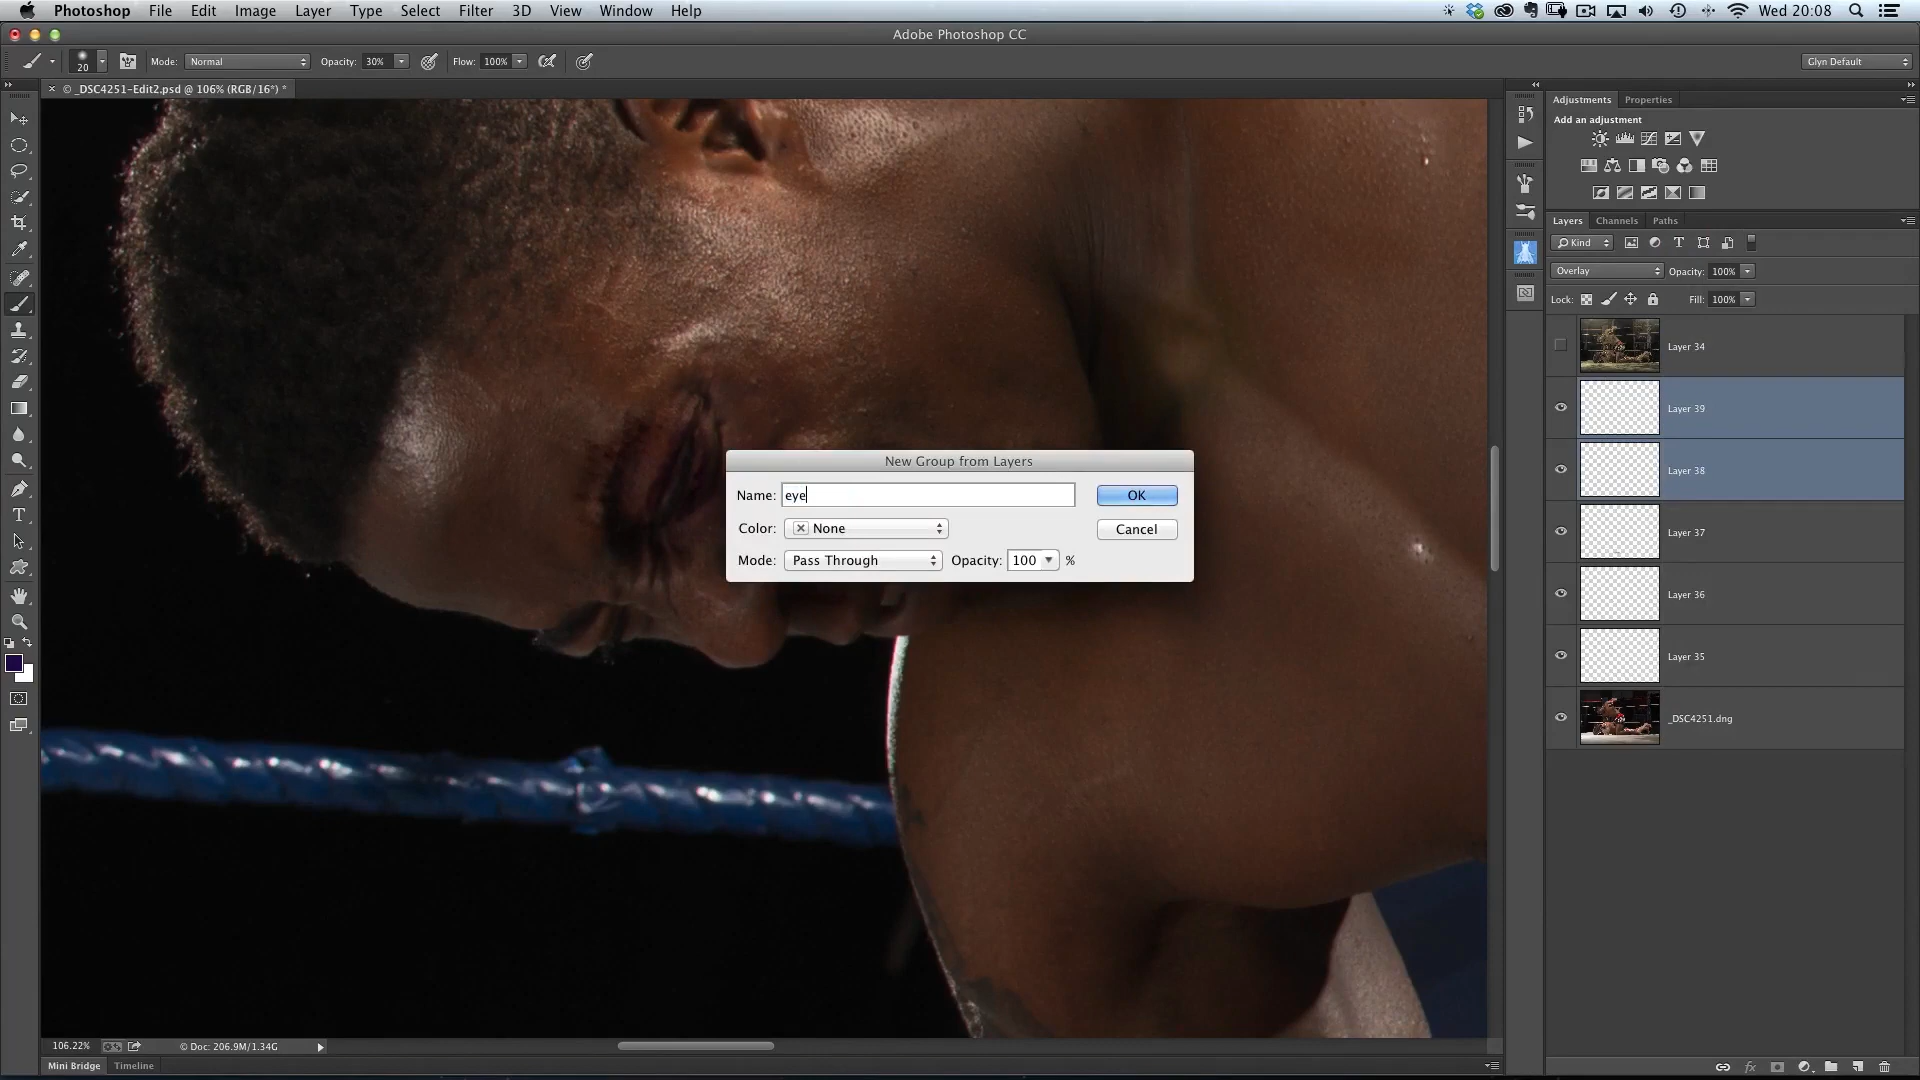 Photoshop File Edit Image Layer Type Select Filter 3D View Window Help Wed 20:08
Adobe Photoshop CC
20 Mode: Normal Opacity: 30% Flow: 100% Glyn Default
× © _DSC4251-Edit2.psd @ 106% (RGB/16*) *
Adjustments Properties
Add an adjustment
Layers Channels Paths
Kind T
Overlay Opacity: 100%
Lock: Fill: 100%
Layer 34
Layer 39
Layer 38
Layer 37
Layer 36
Layer 35
_DSC4251.dng
New Group from Layers
Name: eye OK
Color: None Cancel
Mode: Pass Through Opacity: 100 %
106.22% © Doc: 206.9M/1.34G
Mini Bridge Timeline
fx